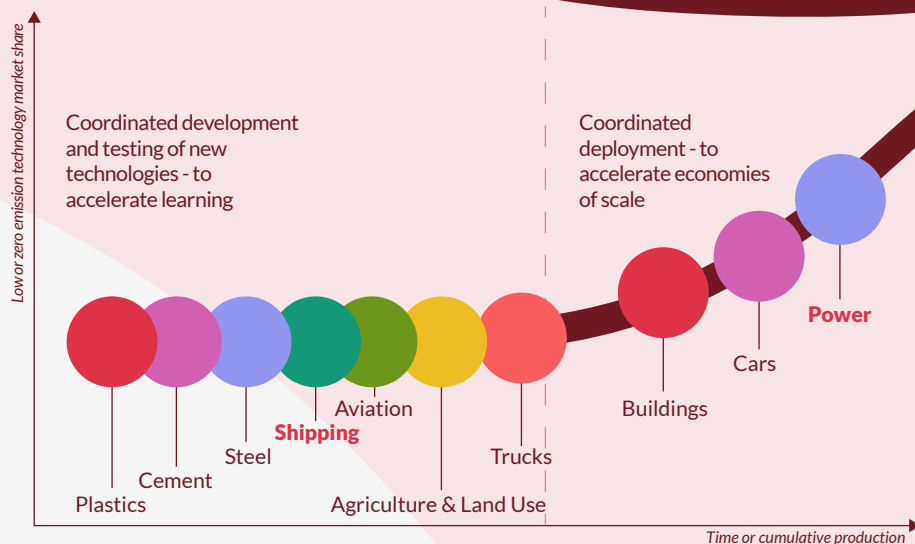 Low or zero emission technology market share
Coordinated development
and testing of new
technologies - to
accelerate learning
Coordinated
deployment - to
accelerate economies
of scale
Power
Cars
Buildings
Aviation
Shipping
Steel
Trucks
Cement
Plastics
Agriculture & Land Use
Time or cumulative production